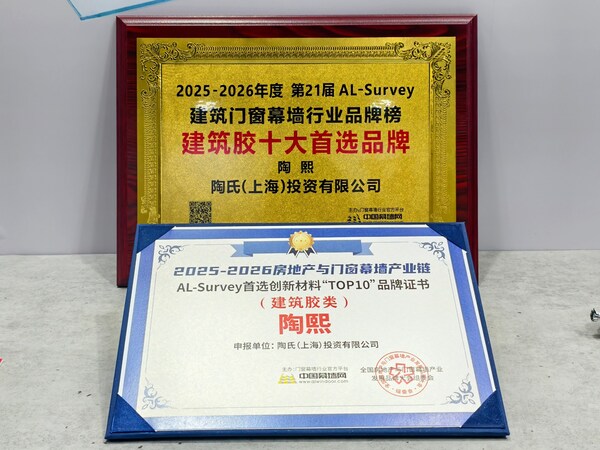 2025-2026年度 第21届 AL-Survey
建筑门窗幕墙行业品牌榜
建筑胶十大首选品牌
陶 熙
陶氏(上海)投资有限公司
中国幕墙网
2025-2026房地产与门窗幕墙产业链
AL-Survey首选创新材料“TOP10”品牌证书
(建筑胶类)
陶熙
申报单位: 陶氏(上海)投资有限公司
中国幕墙网